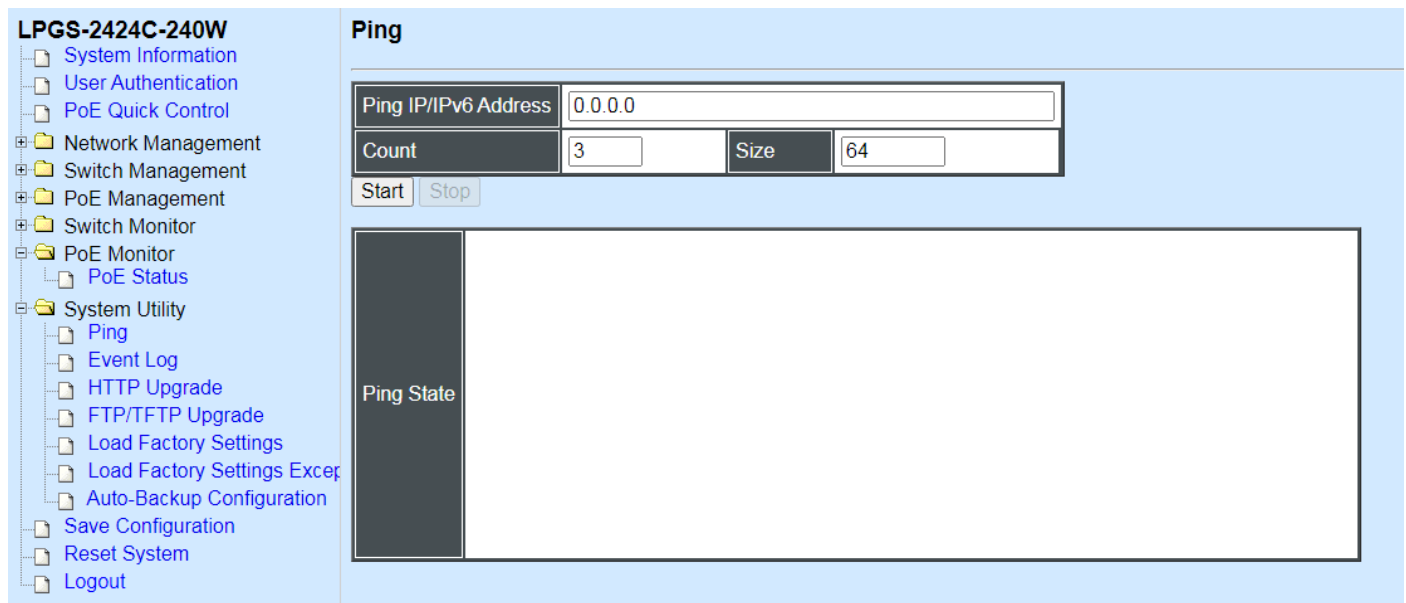 LPGS-2424C-240W
System Information
User Authentication
PoE Quick Control
Network Management
Switch Management
PoE Management
Switch Monitor
PoE Monitor
PoE Status
System Utility
Ping
Event Log
HTTP Upgrade
FTP/TFTP Upgrade
Load Factory Settings
Load Factory Settings Excep
Auto-Backup Configuration
Save Configuration
Reset System
Logout
Ping
Ping IP/IPv6 Address 0.0.0.0
Count 3 Size 64
Start Stop
Ping State